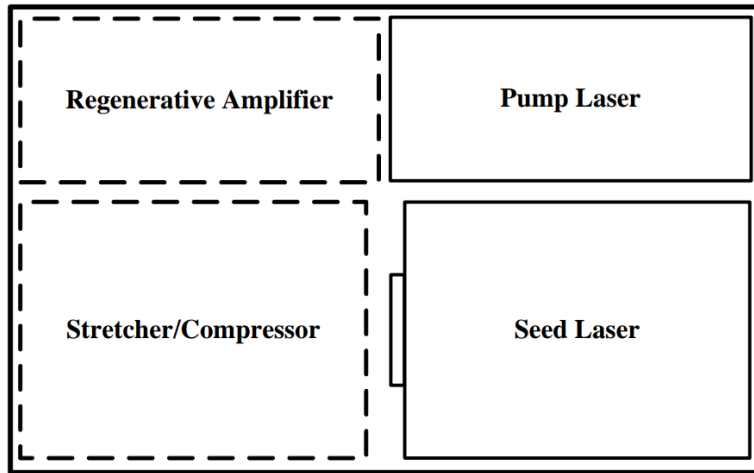 Regenerative Amplifier
Pump Laser
Stretcher/Compressor
Seed Laser